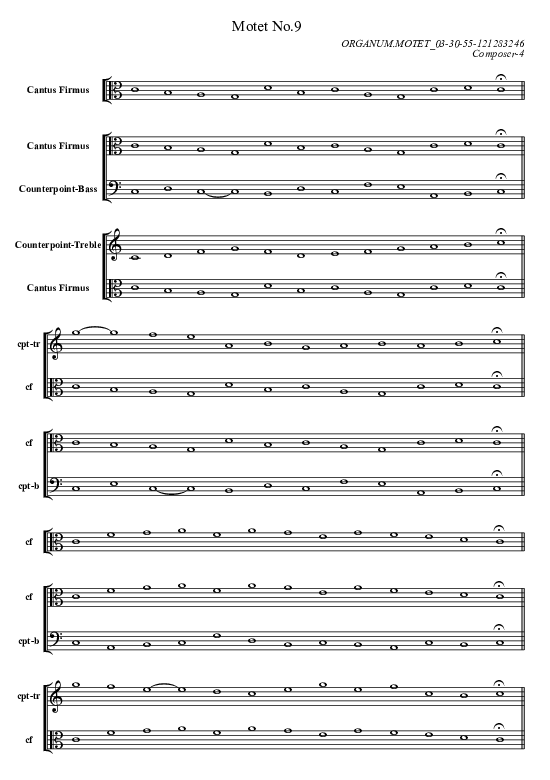 Motet No.9
ORGANUM.MOTET_03-30-55-121283246
Composer-4
Cantus Firmus
Cantus Firmus
Counterpoint-Bass
Counterpoint-Treble
Cantus Firmus
cpt-tr
cf
cf
cpt-b
cf
cf
cpt-b
cpt-tr
cf